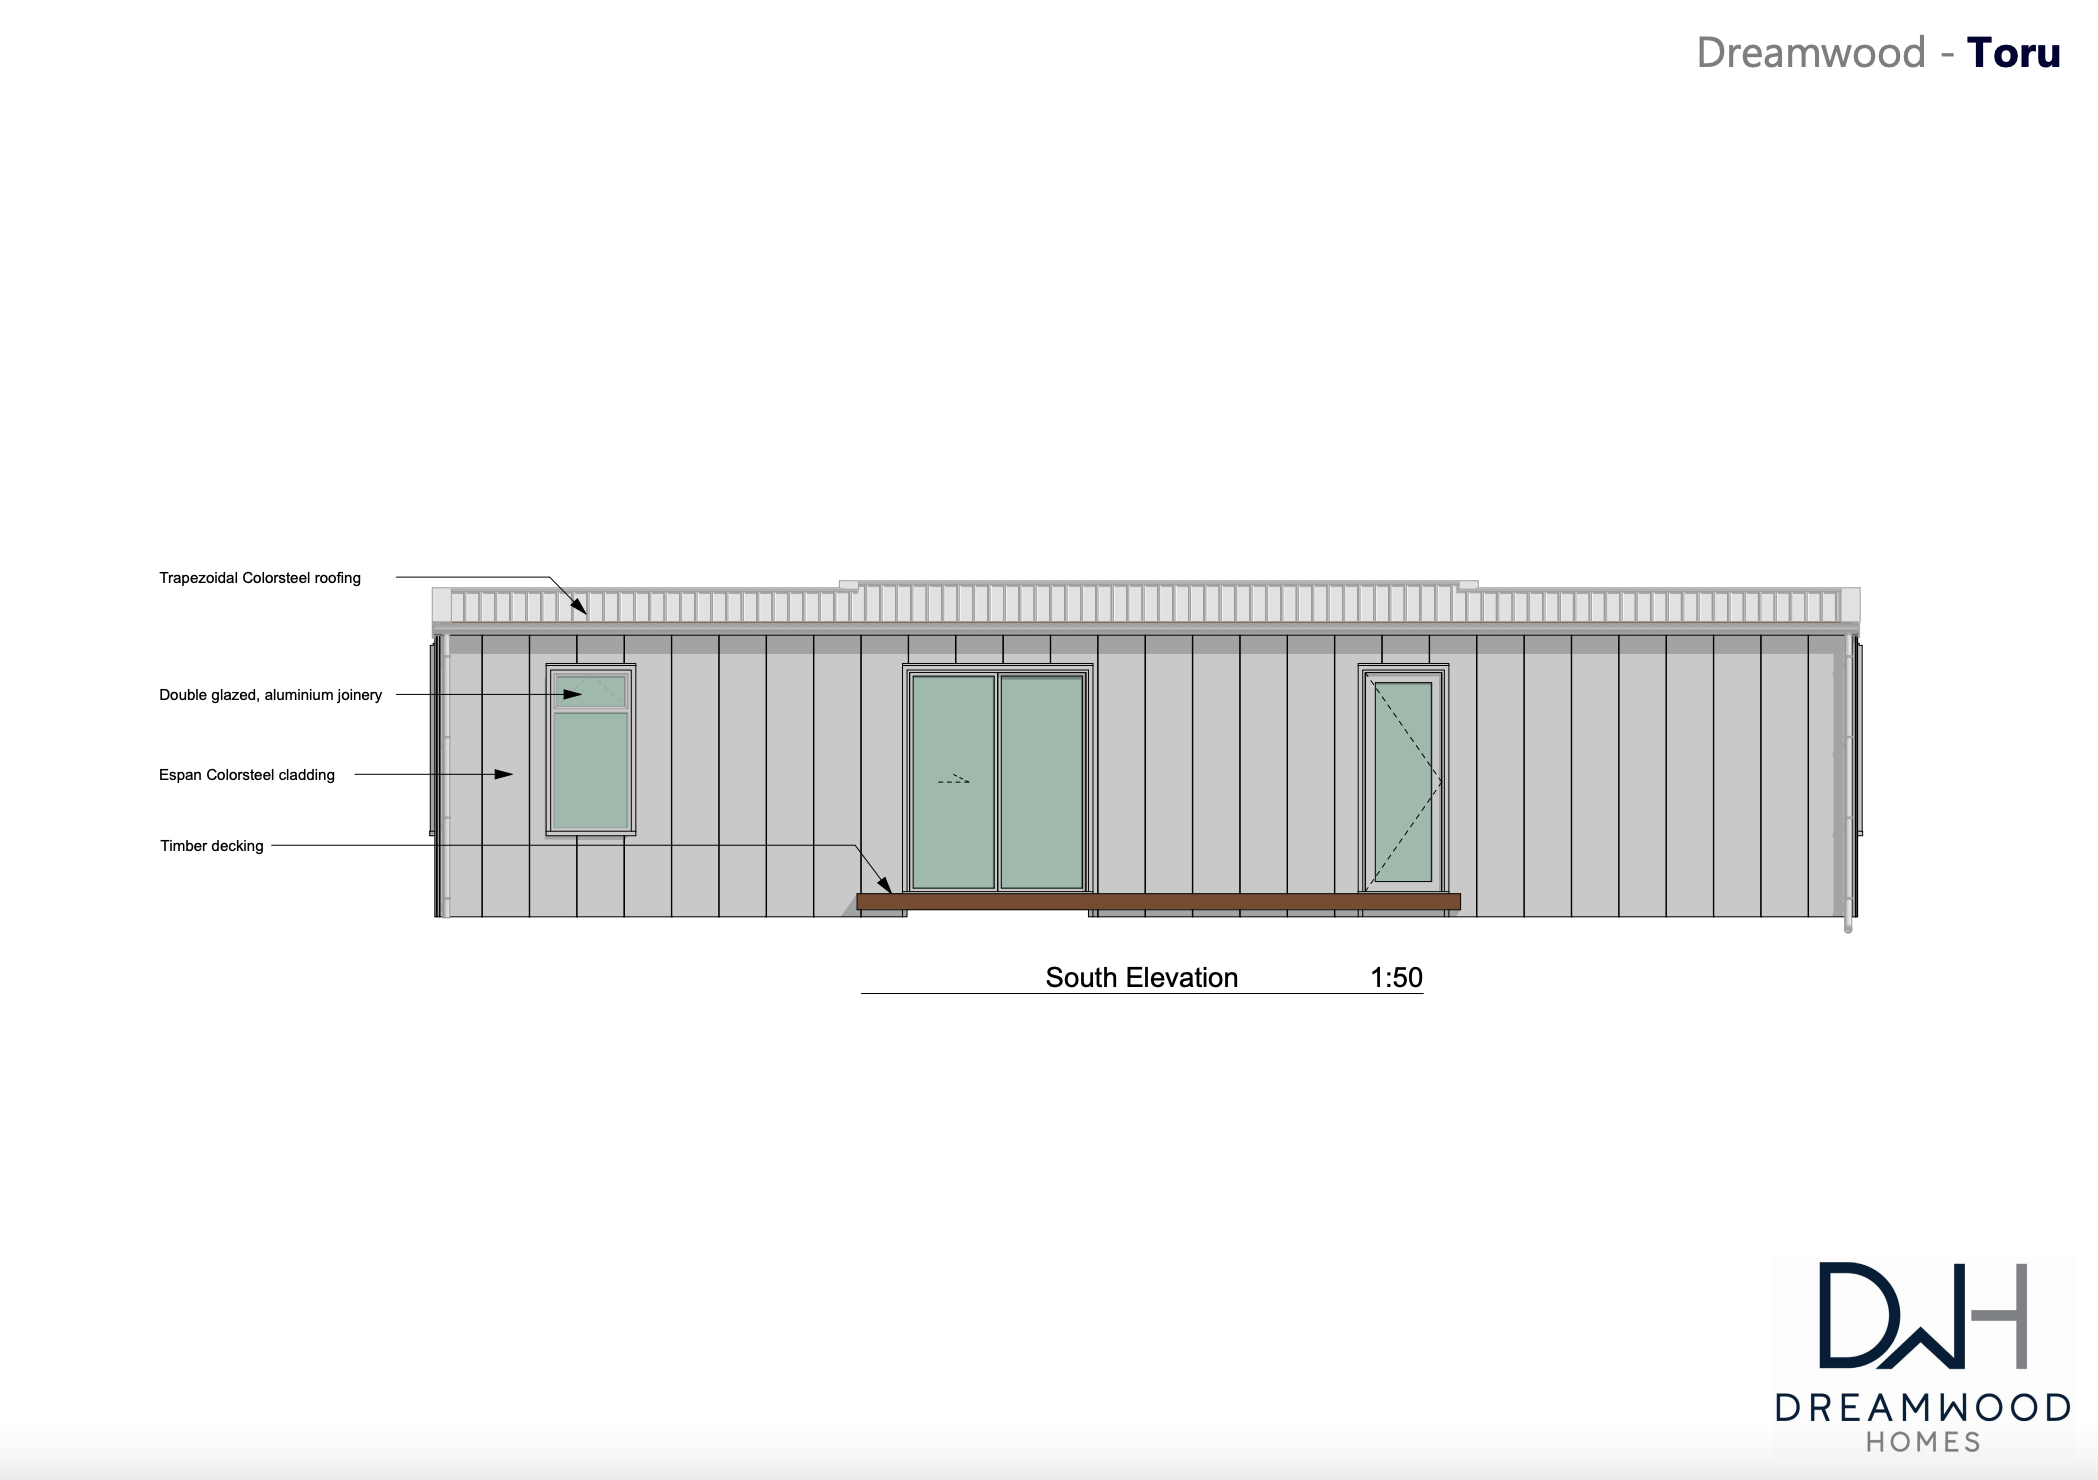 Dreamwood - Toru
Trapezoidal Colorsteel roofing
Double glazed, aluminium joinery
Espan Colorsteel cladding
Timber decking
South Elevation 1:50
DWH
DREAMWOOD
HOMES